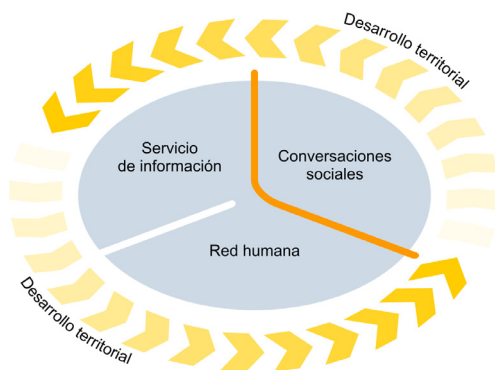 Desarrollo territorial
Servicio
de información
Conversaciones
sociales
Red humana
Desarrollo territorial